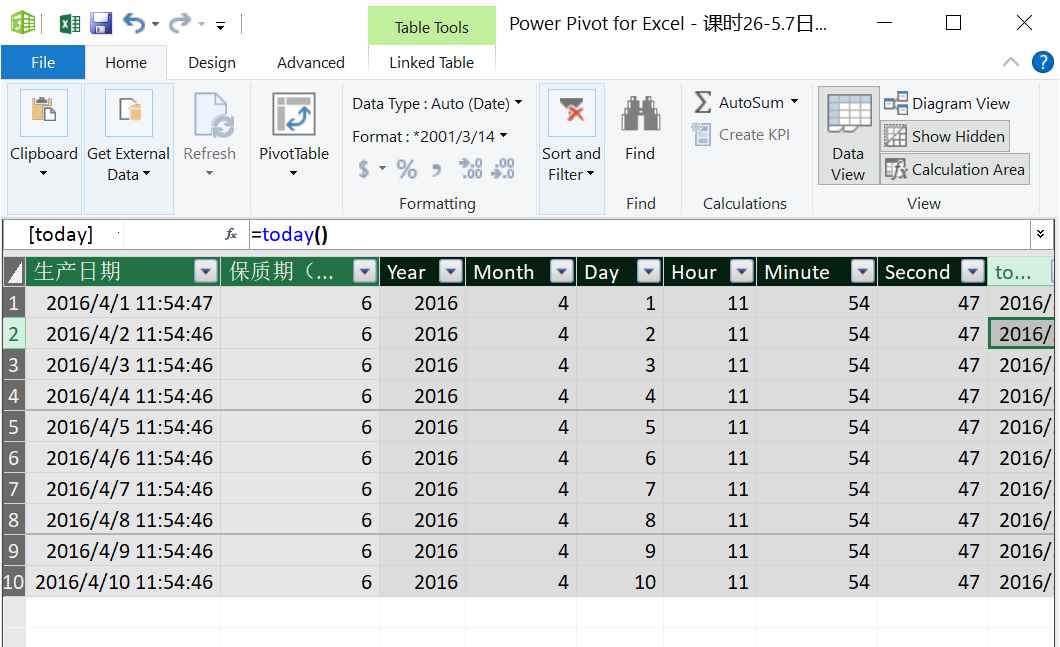 Table Tools
Power Pivot for Excel - 课时26-5.7日...
File Home Design Advanced Linked Table
?
Clipboard
Get External Data
Refresh
PivotTable
Data Type : Auto (Date)
Format : *2001/3/14
$ % , .00 .00
Formatting
Sort and Filter
Find
Find
AutoSum
Create KPI
Calculations
Data View
Diagram View
Show Hidden
Calculation Area
View
[today] fx =today()
生产日期 保质期（... Year Month Day Hour Minute Second to...
1 2016/4/1 11:54:47 6 2016 4 1 11 54 47 2016/
2 2016/4/2 11:54:46 6 2016 4 2 11 54 47 2016/
3 2016/4/3 11:54:46 6 2016 4 3 11 54 47 2016/
4 2016/4/4 11:54:46 6 2016 4 4 11 54 47 2016/
5 2016/4/5 11:54:46 6 2016 4 5 11 54 47 2016/
6 2016/4/6 11:54:46 6 2016 4 6 11 54 47 2016/
7 2016/4/7 11:54:46 6 2016 4 7 11 54 47 2016/
8 2016/4/8 11:54:46 6 2016 4 8 11 54 47 2016/
9 2016/4/9 11:54:46 6 2016 4 9 11 54 47 2016/
10 2016/4/10 11:54:46 6 2016 4 10 11 54 47 2016/